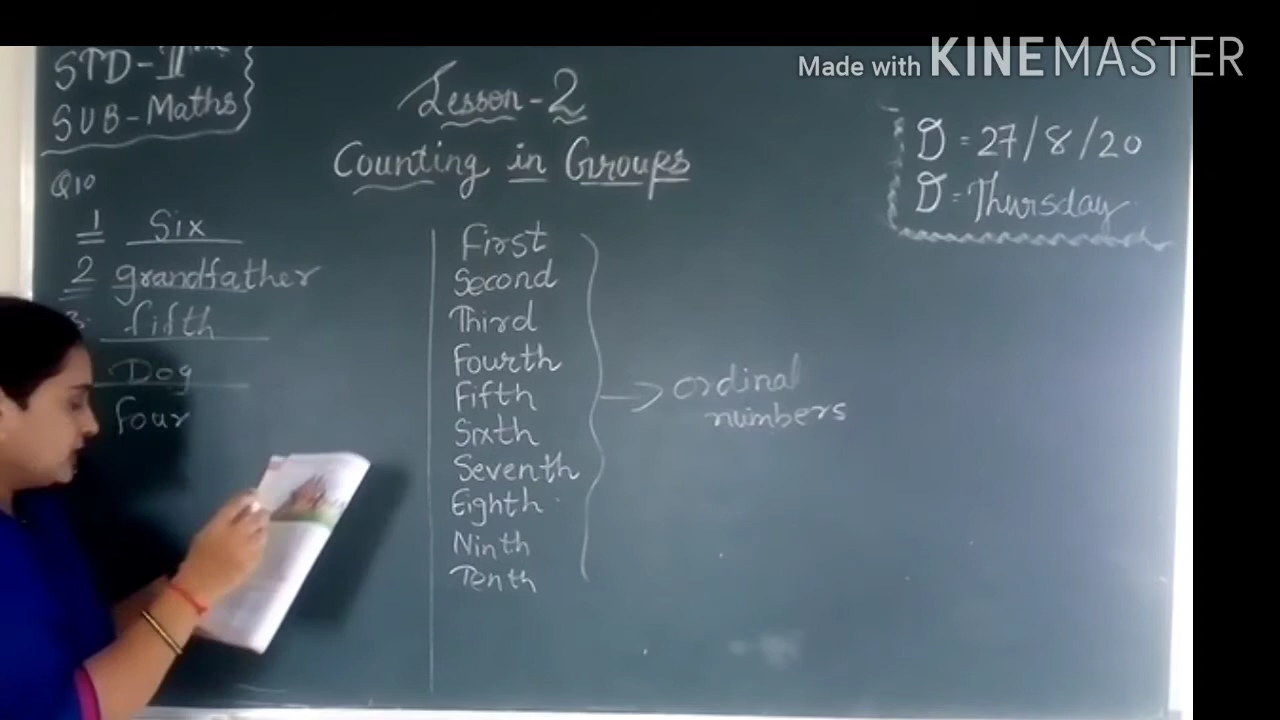 Made with KINEMASTER
STD-II
SUB-Maths
Lesson-2
Counting in Groups
D = 27/8/20
D = Thursday
Q10
1 Six
2 grandfather
3. fifth
Dog
four
First
Second
Third
Fourth
Fifth
Sixth
Seventh
Eighth
Ninth
Tenth
ordinal
numbers